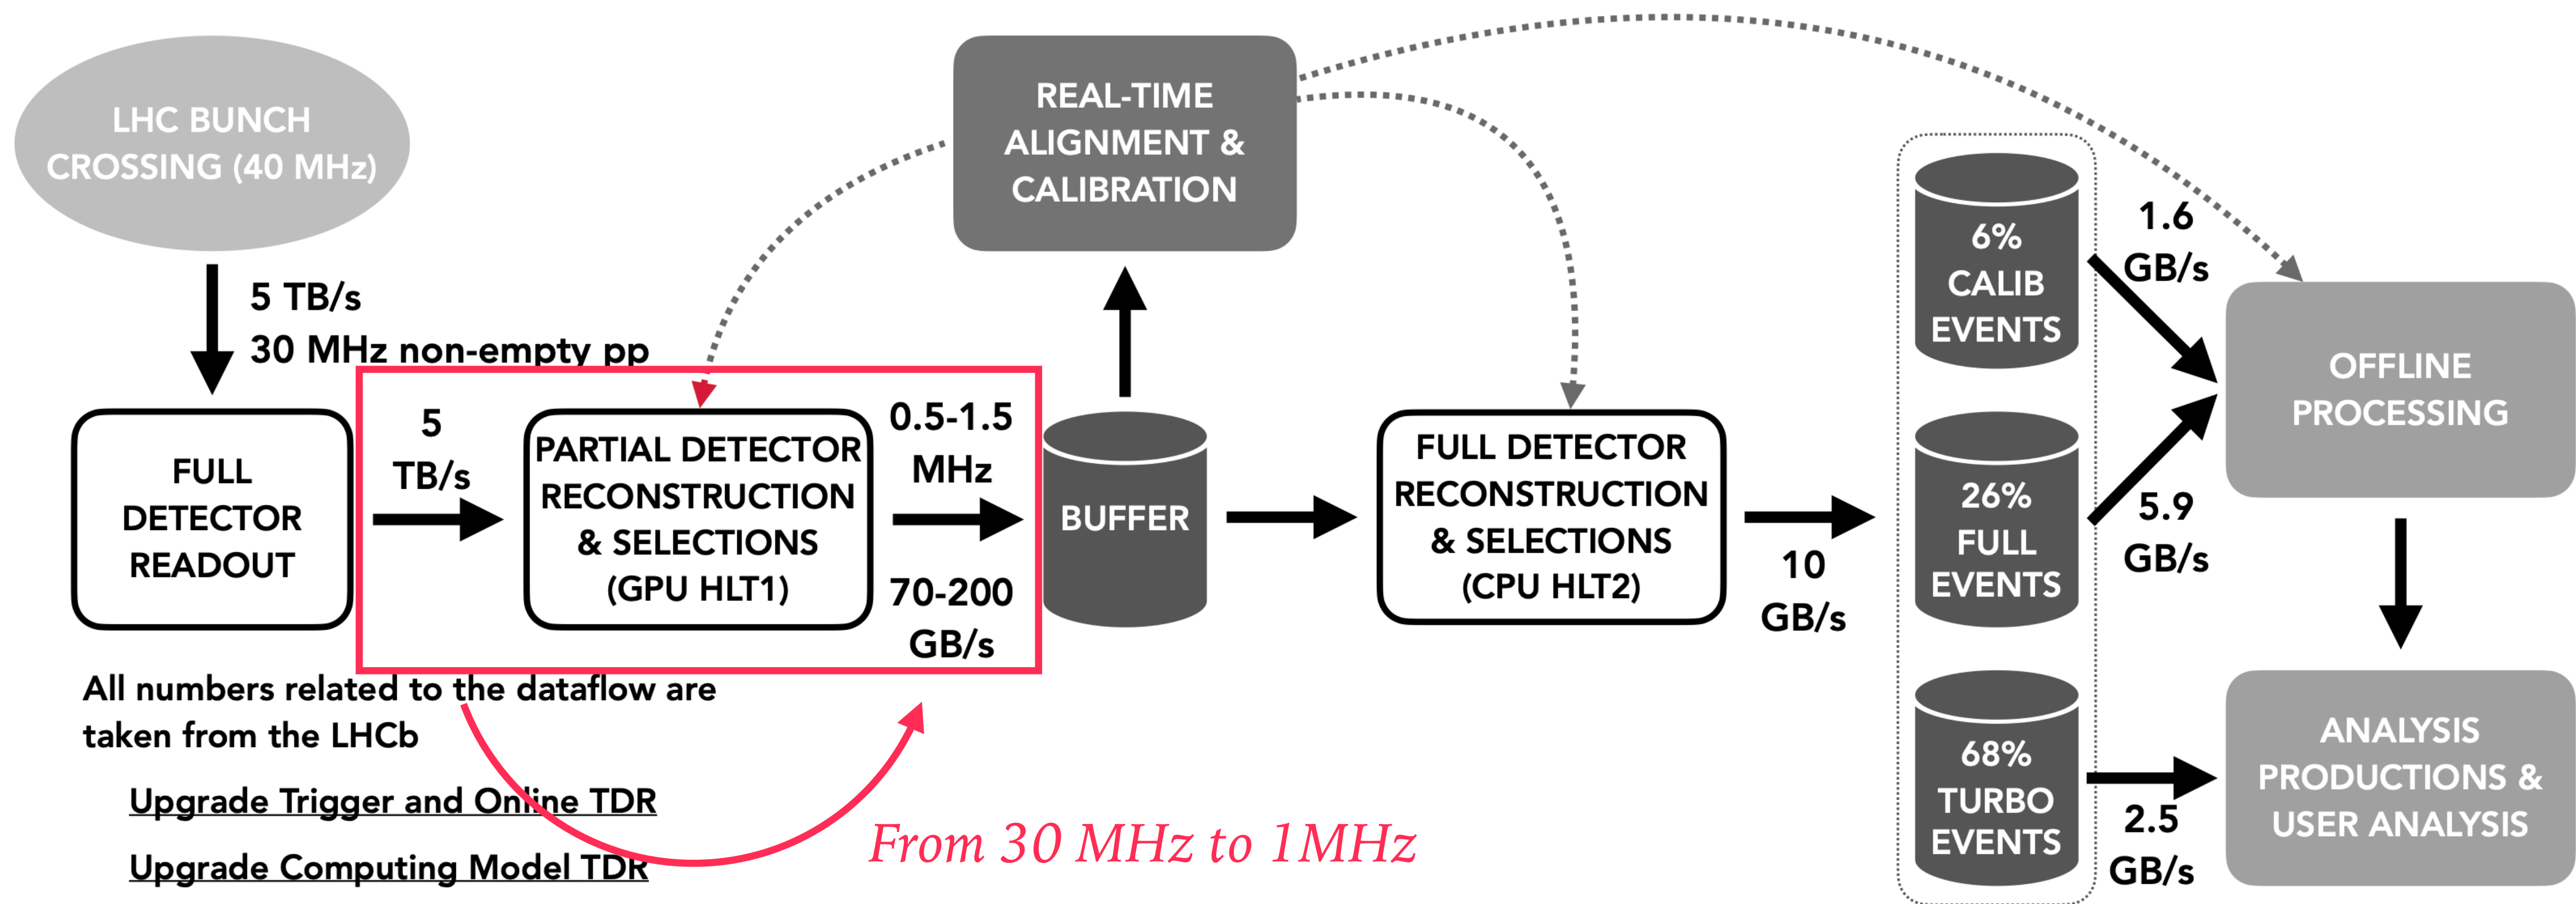 LHC BUNCH
CROSSING (40 MHz)
5 TB/s
30 MHz non-empty pp
FULL
DETECTOR
READOUT
5
TB/s
PARTIAL DETECTOR
RECONSTRUCTION
& SELECTIONS
(GPU HLT1)
0.5-1.5
MHz
70-200
GB/s
REAL-TIME
ALIGNMENT &
CALIBRATION
BUFFER
FULL DETECTOR
RECONSTRUCTION
& SELECTIONS
(CPU HLT2)
10
GB/s
6%
CALIB
EVENTS
26%
FULL
EVENTS
68%
TURBO
EVENTS
1.6
GB/s
5.9
GB/s
2.5
GB/s
OFFLINE
PROCESSING
ANALYSIS
PRODUCTIONS &
USER ANALYSIS
All numbers related to the dataflow are
taken from the LHCb
Upgrade Trigger and Online TDR
Upgrade Computing Model TDR
From 30 MHz to 1MHz